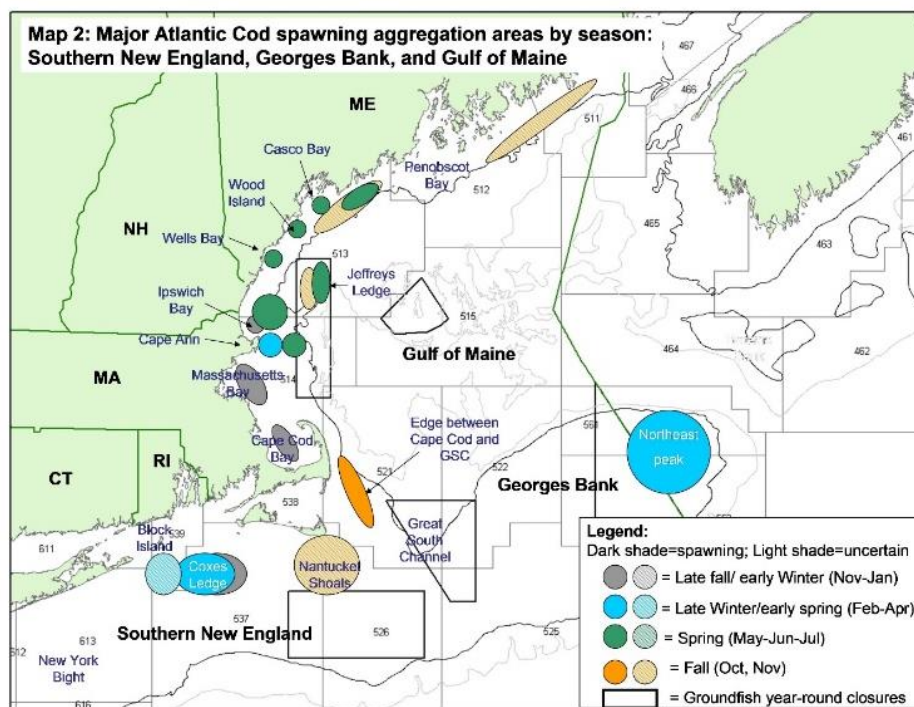 Map 2: Major Atlantic Cod spawning aggregation areas by season:
Southern New England, Georges Bank, and Gulf of Maine
467
466
ME
511
461
Casco Bay
Penobscot
Bay
512
Wood
Island
465
NH
463
Wells Bay
513
Jeffreys
Ledge
Ipswich
Bay
515
Cape Ann
Gulf of Maine
464
462
MA
Massachusetts
Bay
514
Edge between
Cape Cod and
GSC
561
Northeast
peak
Cape Cod
Bay
521
522
CT
RI
Georges Bank
538
Block
Island
539
Great
South
Channel
611
Coxes
Ledge
Nantucket
Shoals
537
Southern New England
526
525
613
612
New York
Bight
616
Legend:
Dark shade=spawning; Light shade=uncertain
= Late fall/ early Winter (Nov-Jan)
= Late Winter/early spring (Feb-Apr)
= Spring (May-Jun-Jul)
= Fall (Oct, Nov)
= Groundfish year-round closures